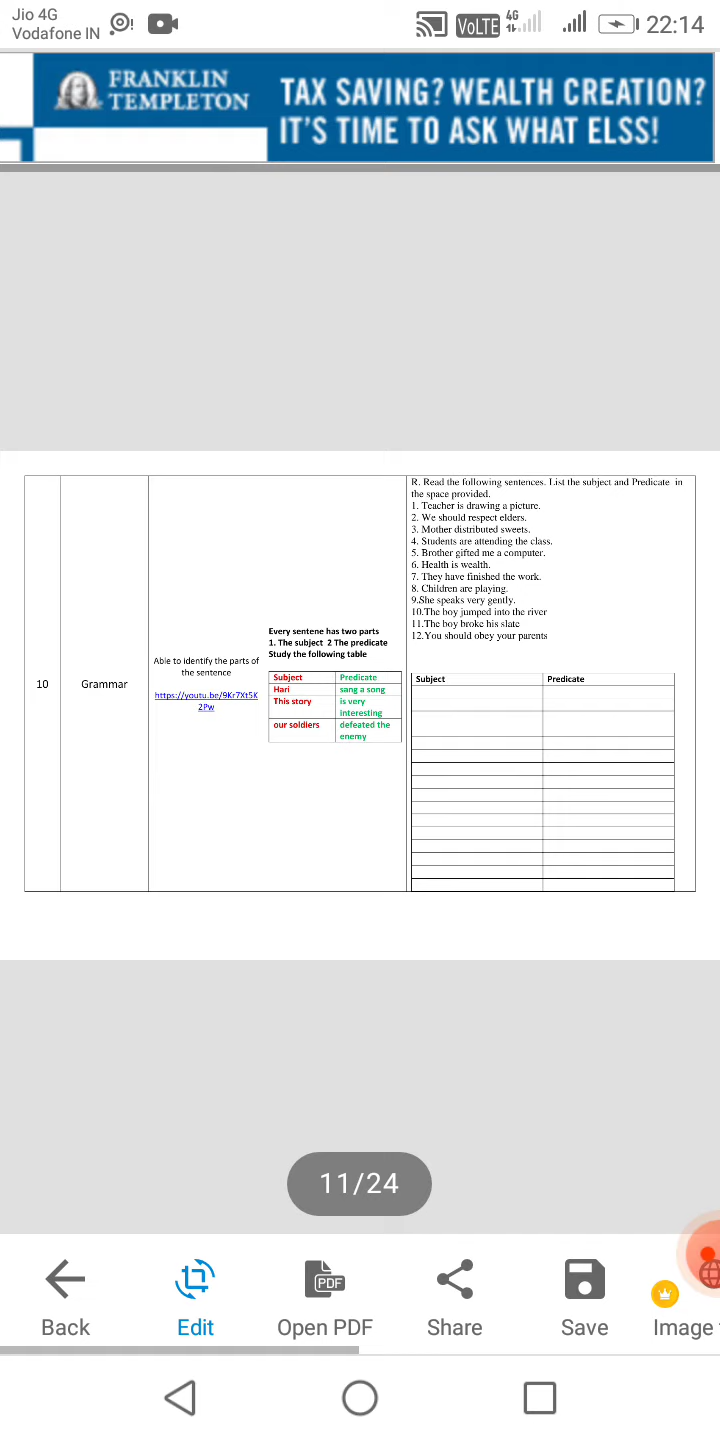 Jio 4G
Vodafone IN
VoLTE
4G
22:14
FRANKLIN
TEMPLETON
TAX SAVING? WEALTH CREATION?
IT'S TIME TO ASK WHAT ELSS!
10
Grammar
Able to identify the parts of
the sentence
https://youtu.be/9Kr7Xt5K
2Pw
Every sentene has two parts
1. The subject 2 The predicate
Study the following table
Subject Predicate
Hari sang a song
This story is very
interesting
our soldiers defeated the
enemy
R. Read the following sentences. List the subject and Predicate in
the space provided.
1. Teacher is drawing a picture.
2. We should respect elders.
3. Mother distributed sweets.
4. Students are attending the class.
5. Brother gifted me a computer.
6. Health is wealth.
7. They have finished the work.
8. Children are playing.
9.She speaks very gently.
10.The boy jumped into the river
11.The boy broke his slate
12.You should obey your parents
Subject Predicate
11/24
PDF
Back Edit Open PDF Share Save Image